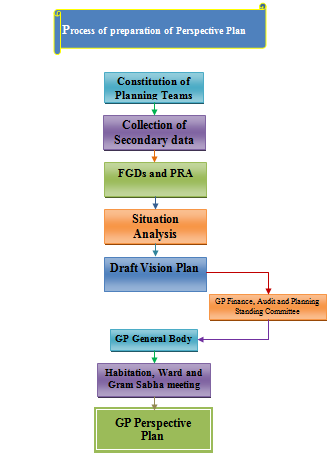 Process of preparation of Perspective Plan
Constitution of
Planning Teams
Collection of
Secondary data
FGDs and PRA
Situation
Analysis
Draft Vision Plan
GP Finance, Audit and Planning
Standing Committee
GP General Body
Habitation, Ward and
Gram Sabha meeting
GP Perspective
Plan